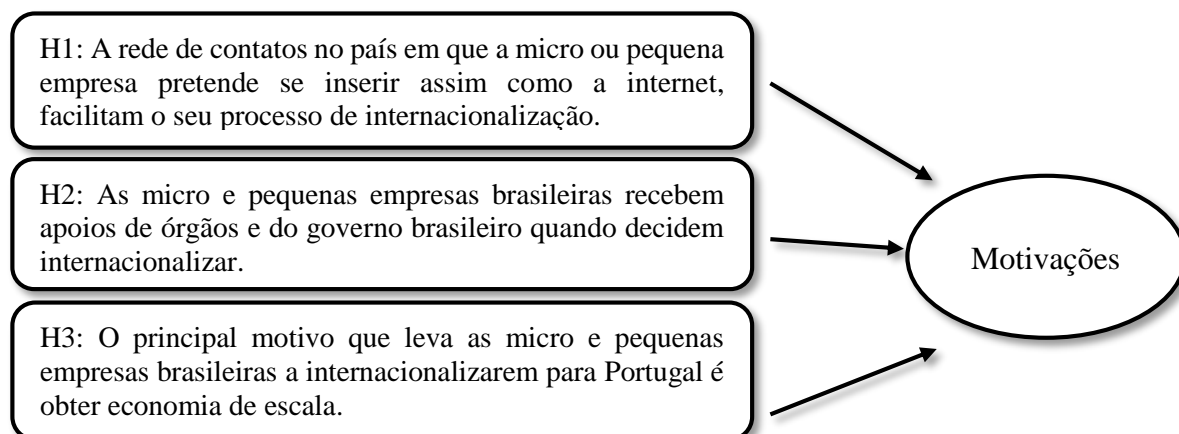 H1: A rede de contatos no país em que a micro ou pequena
empresa pretende se inserir assim como a internet,
facilitam o seu processo de internacionalização.
H2: As micro e pequenas empresas brasileiras recebem
apoios de órgãos e do governo brasileiro quando decidem
internacionalizar.
Motivações
H3: O principal motivo que leva as micro e pequenas
empresas brasileiras a internacionalizarem para Portugal é
obter economia de escala.